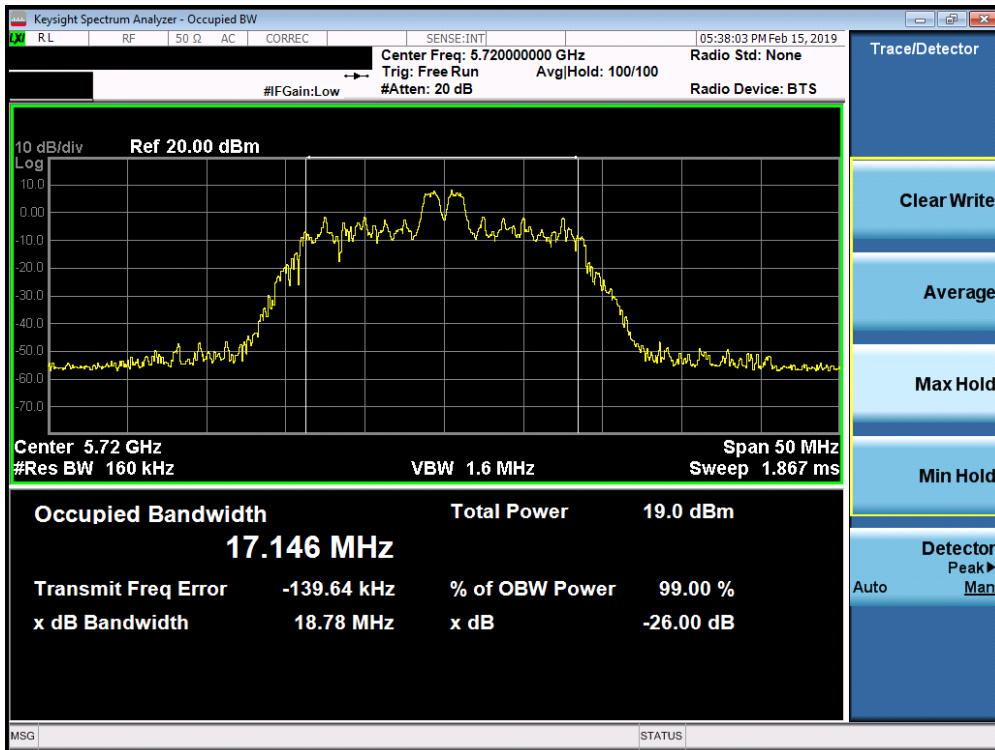 Keysight Spectrum Analyzer - Occupied BW
LXI RL RF 50 Ω AC CORREC SENSE:INT 05:38:03 PM Feb 15, 2019
Center Freq: 5.720000000 GHz Radio Std: None
Trig: Free Run Avg|Hold: 100/100
#IFGain:Low #Atten: 20 dB Radio Device: BTS
Trace/Detector
10 dB/div Ref 20.00 dBm
Log
10.0
0.00
-10.0
-20.0
-30.0
-40.0
-50.0
-60.0
-70.0
Center 5.72 GHz Span 50 MHz
#Res BW 160 kHz VBW 1.6 MHz Sweep 1.867 ms
Occupied Bandwidth Total Power 19.0 dBm
17.146 MHz
Transmit Freq Error -139.64 kHz % of OBW Power 99.00 %
x dB Bandwidth 18.78 MHz x dB -26.00 dB
Clear Write
Average
Max Hold
Min Hold
Detector
Peak▶
Auto Man
MSG STATUS